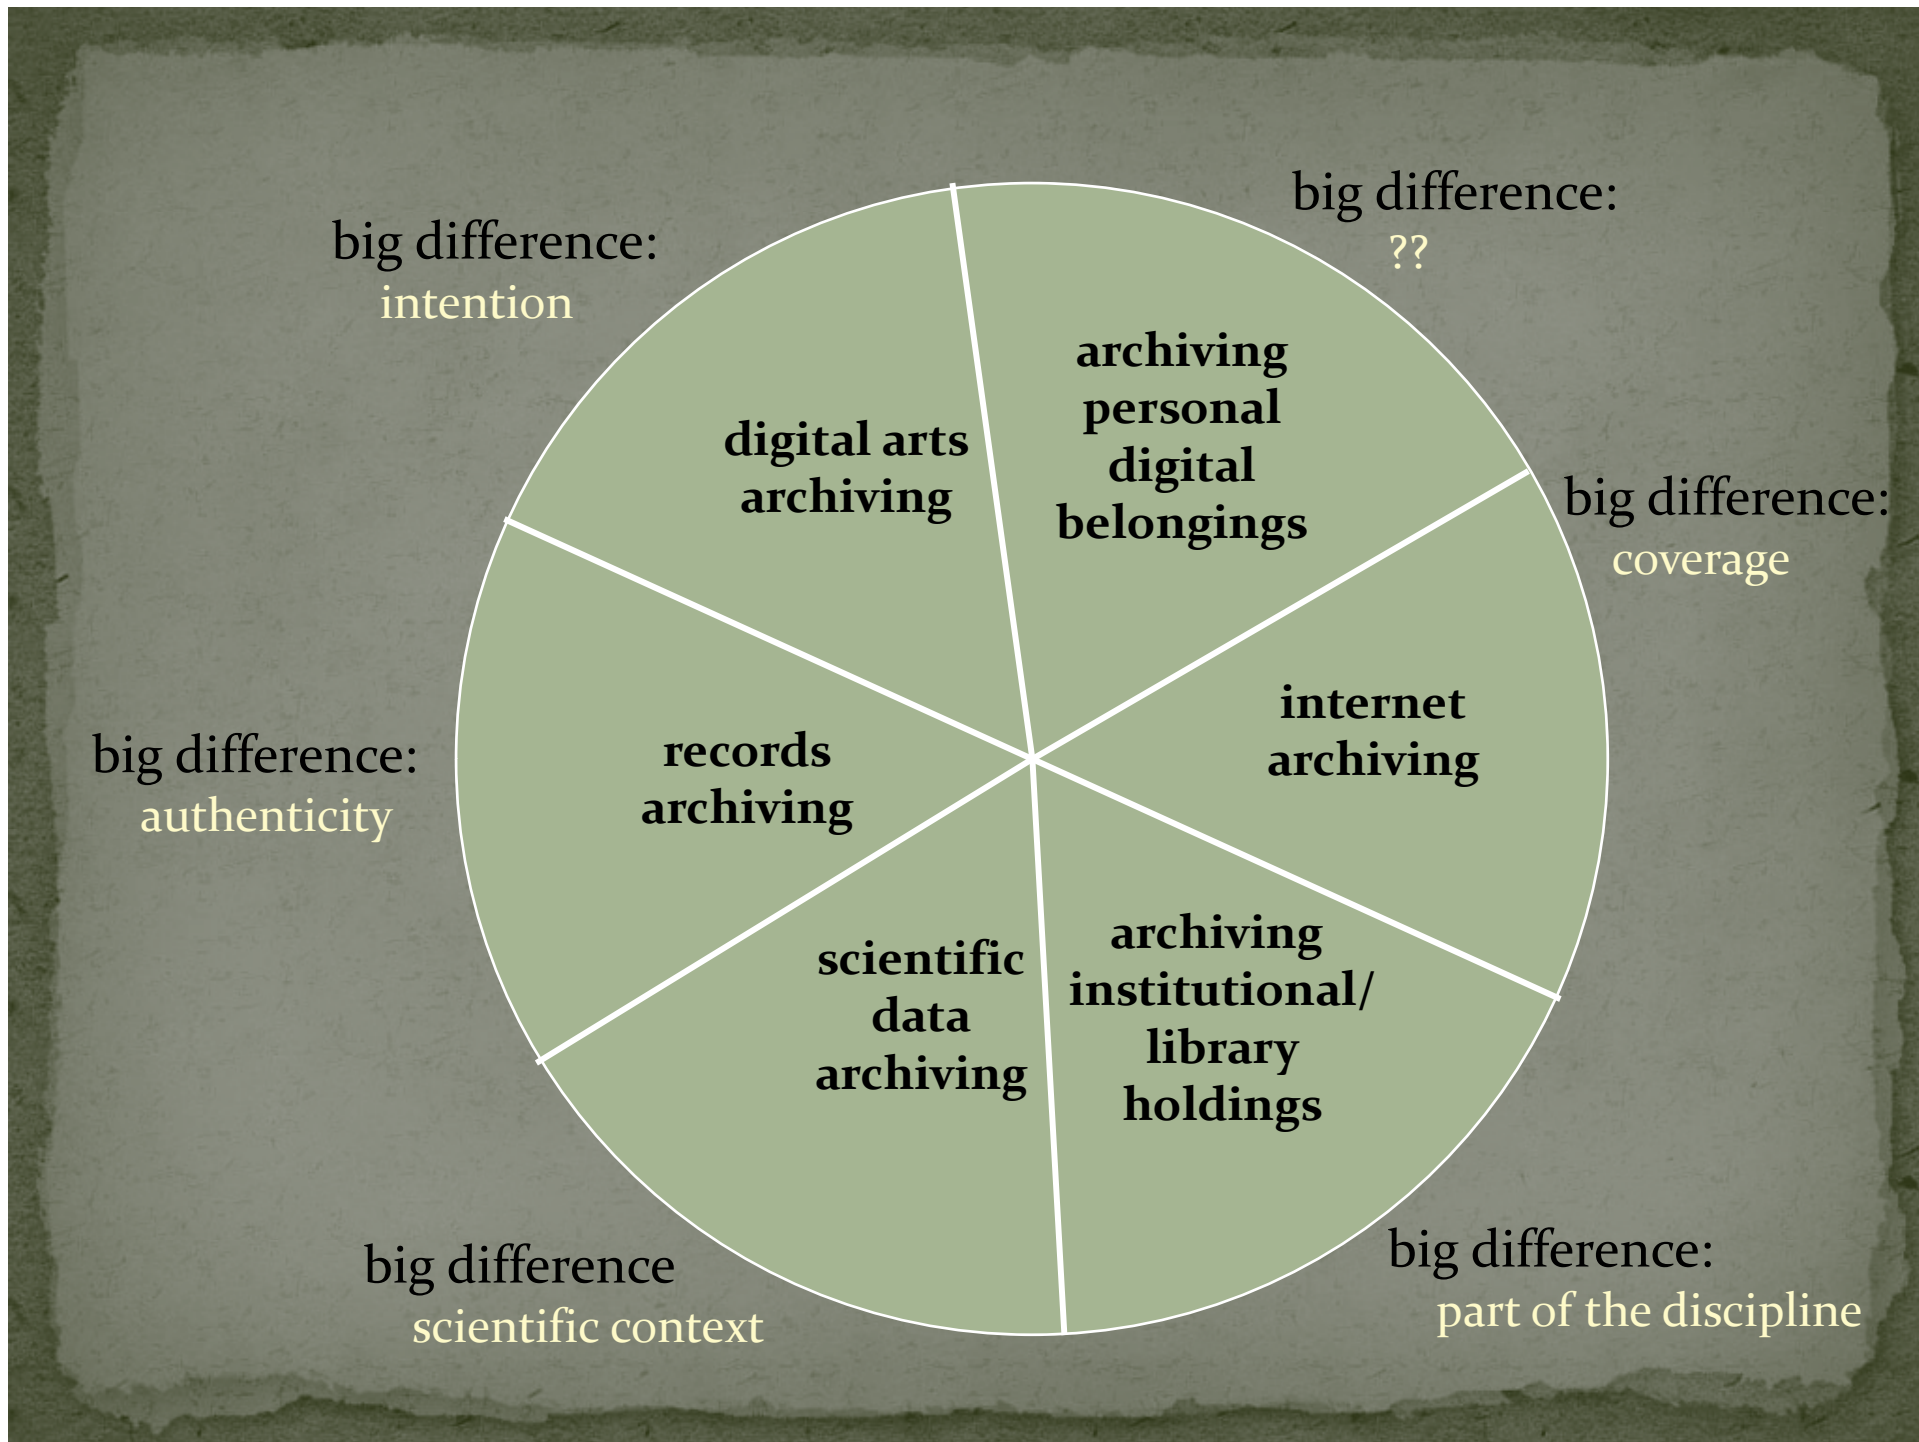 big difference:
??
big difference:
intention
archiving
personal
digital
belongings
digital arts
archiving
big difference:
coverage
internet
archiving
records
archiving
big difference:
authenticity
archiving
institutional/
library
holdings
scientific
data
archiving
big difference:
part of the discipline
big difference
scientific context